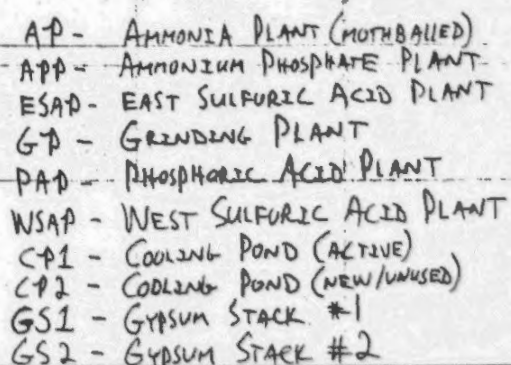 AP - AMMONIA PLANT (MOTHBALLED)
APP - AMMONIUM PHOSPHATE PLANT
ESAP - EAST SULFURIC ACID PLANT
GP - GRINDING PLANT
PAP - PHOSPHORIC ACID PLANT
WSAP - WEST SULFURIC ACID PLANT
CP1 - COOLING POND (ACTIVE)
CP2 - COOLING POND (NEW/UNUSED)
GS1 - GYPSUM STACK #1
GS2 - GYPSUM STACK #2